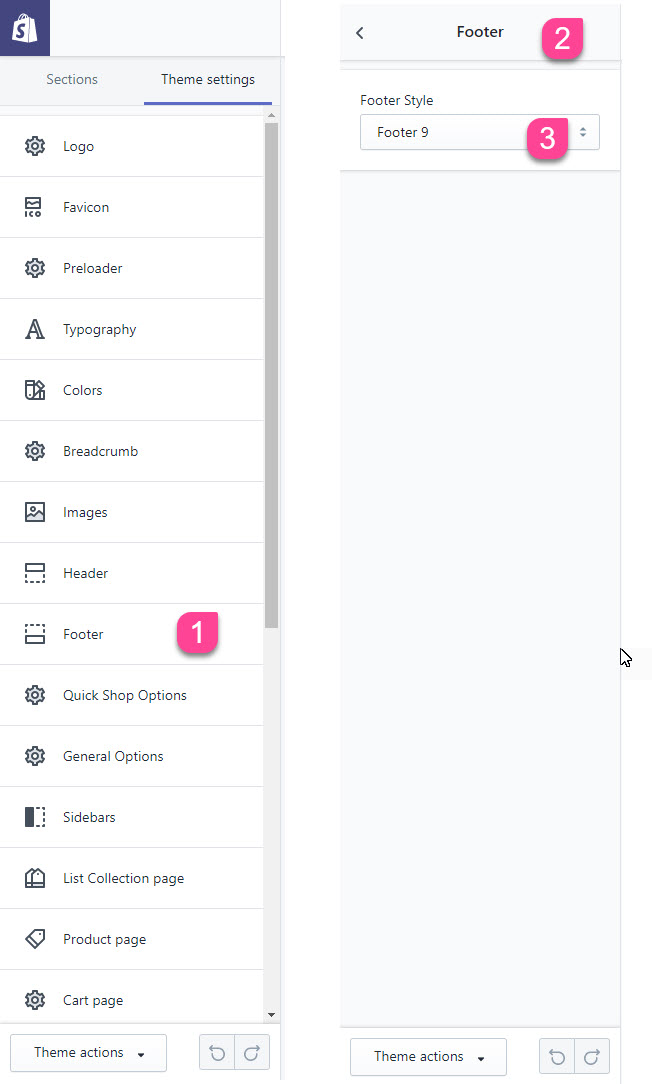 Sections
Theme settings
Logo
ICO
Favicon
Preloader
Typography
Colors
Breadcrumb
Images
Header
Footer
1
Quick Shop Options
General Options
Sidebars
List Collection page
Product page
Cart page
Theme actions
Footer
2
Footer Style
Footer 9
3
Theme actions